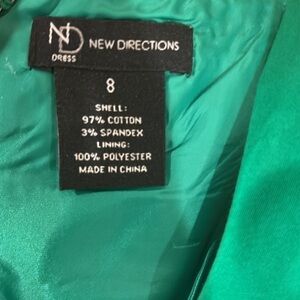 ND NEW DIRECTIONS
DRESS
8
SHELL:
97% COTTON
3% SPANDEX
LINING:
100% POLYESTER
MADE IN CHINA